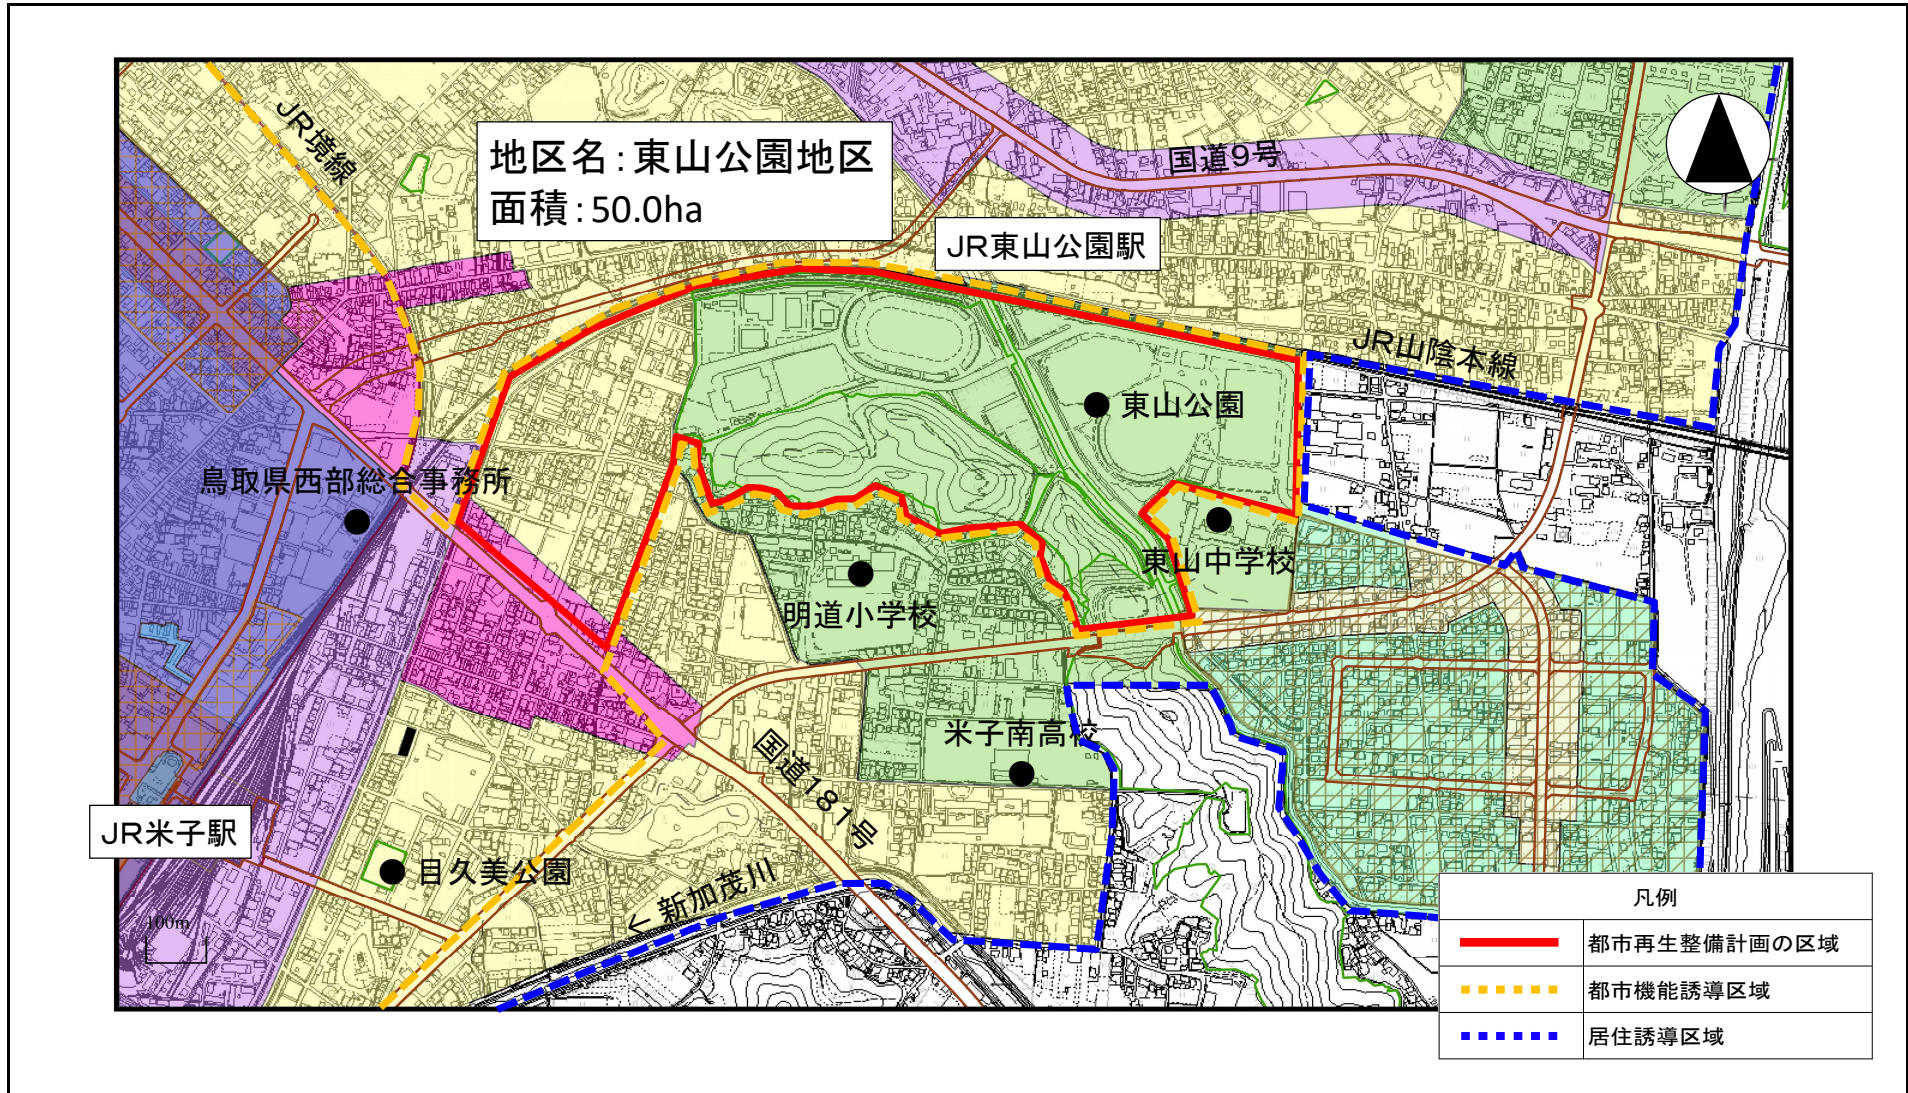 JR境線
地区名：東山公園地区
面積：50.0ha
国道９号
JR東山公園駅
JR山陰本線
東山公園
鳥取県西部総合事務所
東山中学校
明道小学校
米子南高校
国道１８１号
JR米子駅
目久美公園
← 新加茂川
100m
凡例
都市再生整備計画の区域
都市機能誘導区域
居住誘導区域